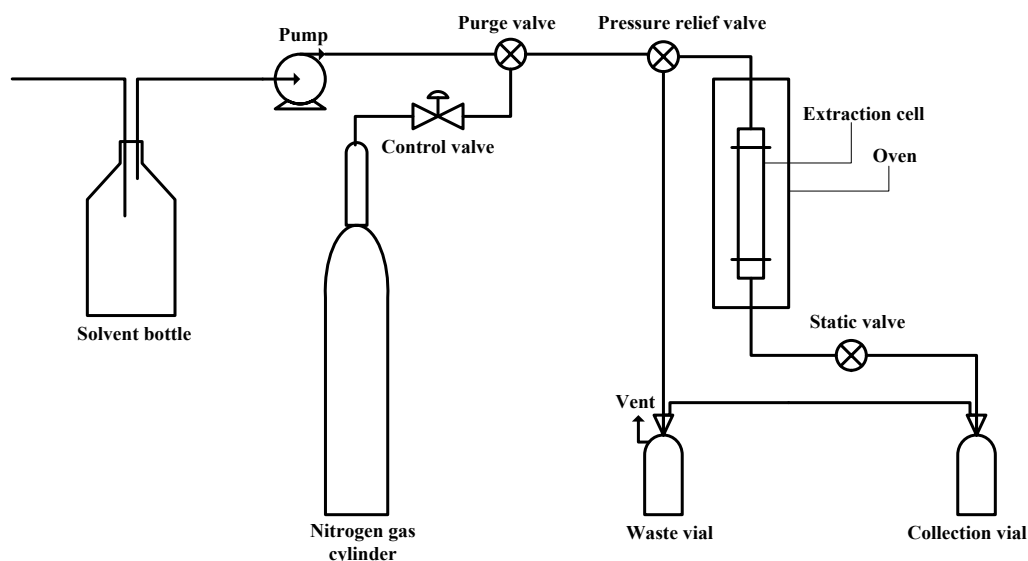 Purge valve
Pressure relief valve
Pump
Extraction cell
Control valve
Oven
Solvent bottle
Static valve
Vent
Nitrogen gas
cylinder
Waste vial
Collection vial